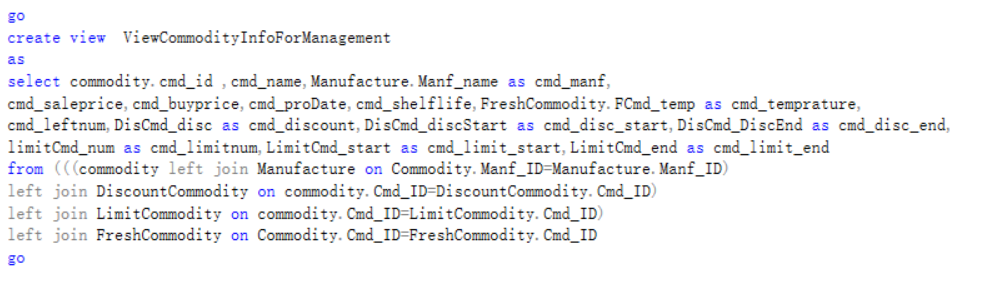 go
create view  ViewCommodityInfoForManagement
as
select commodity.cmd_id ,cmd_name,Manufacture.Manf_name as cmd_manf,
cmd_saleprice,cmd_buyprice,cmd_proDate,cmd_shelflife,FreshCommodity.FCmd_temp as cmd_temprature,
cmd_leftnum,DisCmd_disc as cmd_discount,DisCmd_discStart as cmd_disc_start,DisCmd_DiscEnd as cmd_disc_end,
limitCmd_num as cmd_limitnum,LimitCmd_start as cmd_limit_start,LimitCmd_end as cmd_limit_end
from (((commodity left join Manufacture on Commodity.Manf_ID=Manufacture.Manf_ID)
left join DiscountCommodity on commodity.Cmd_ID=DiscountCommodity.Cmd_ID)
left join LimitCommodity on commodity.Cmd_ID=LimitCommodity.Cmd_ID)
left join FreshCommodity on Commodity.Cmd_ID=FreshCommodity.Cmd_ID
go